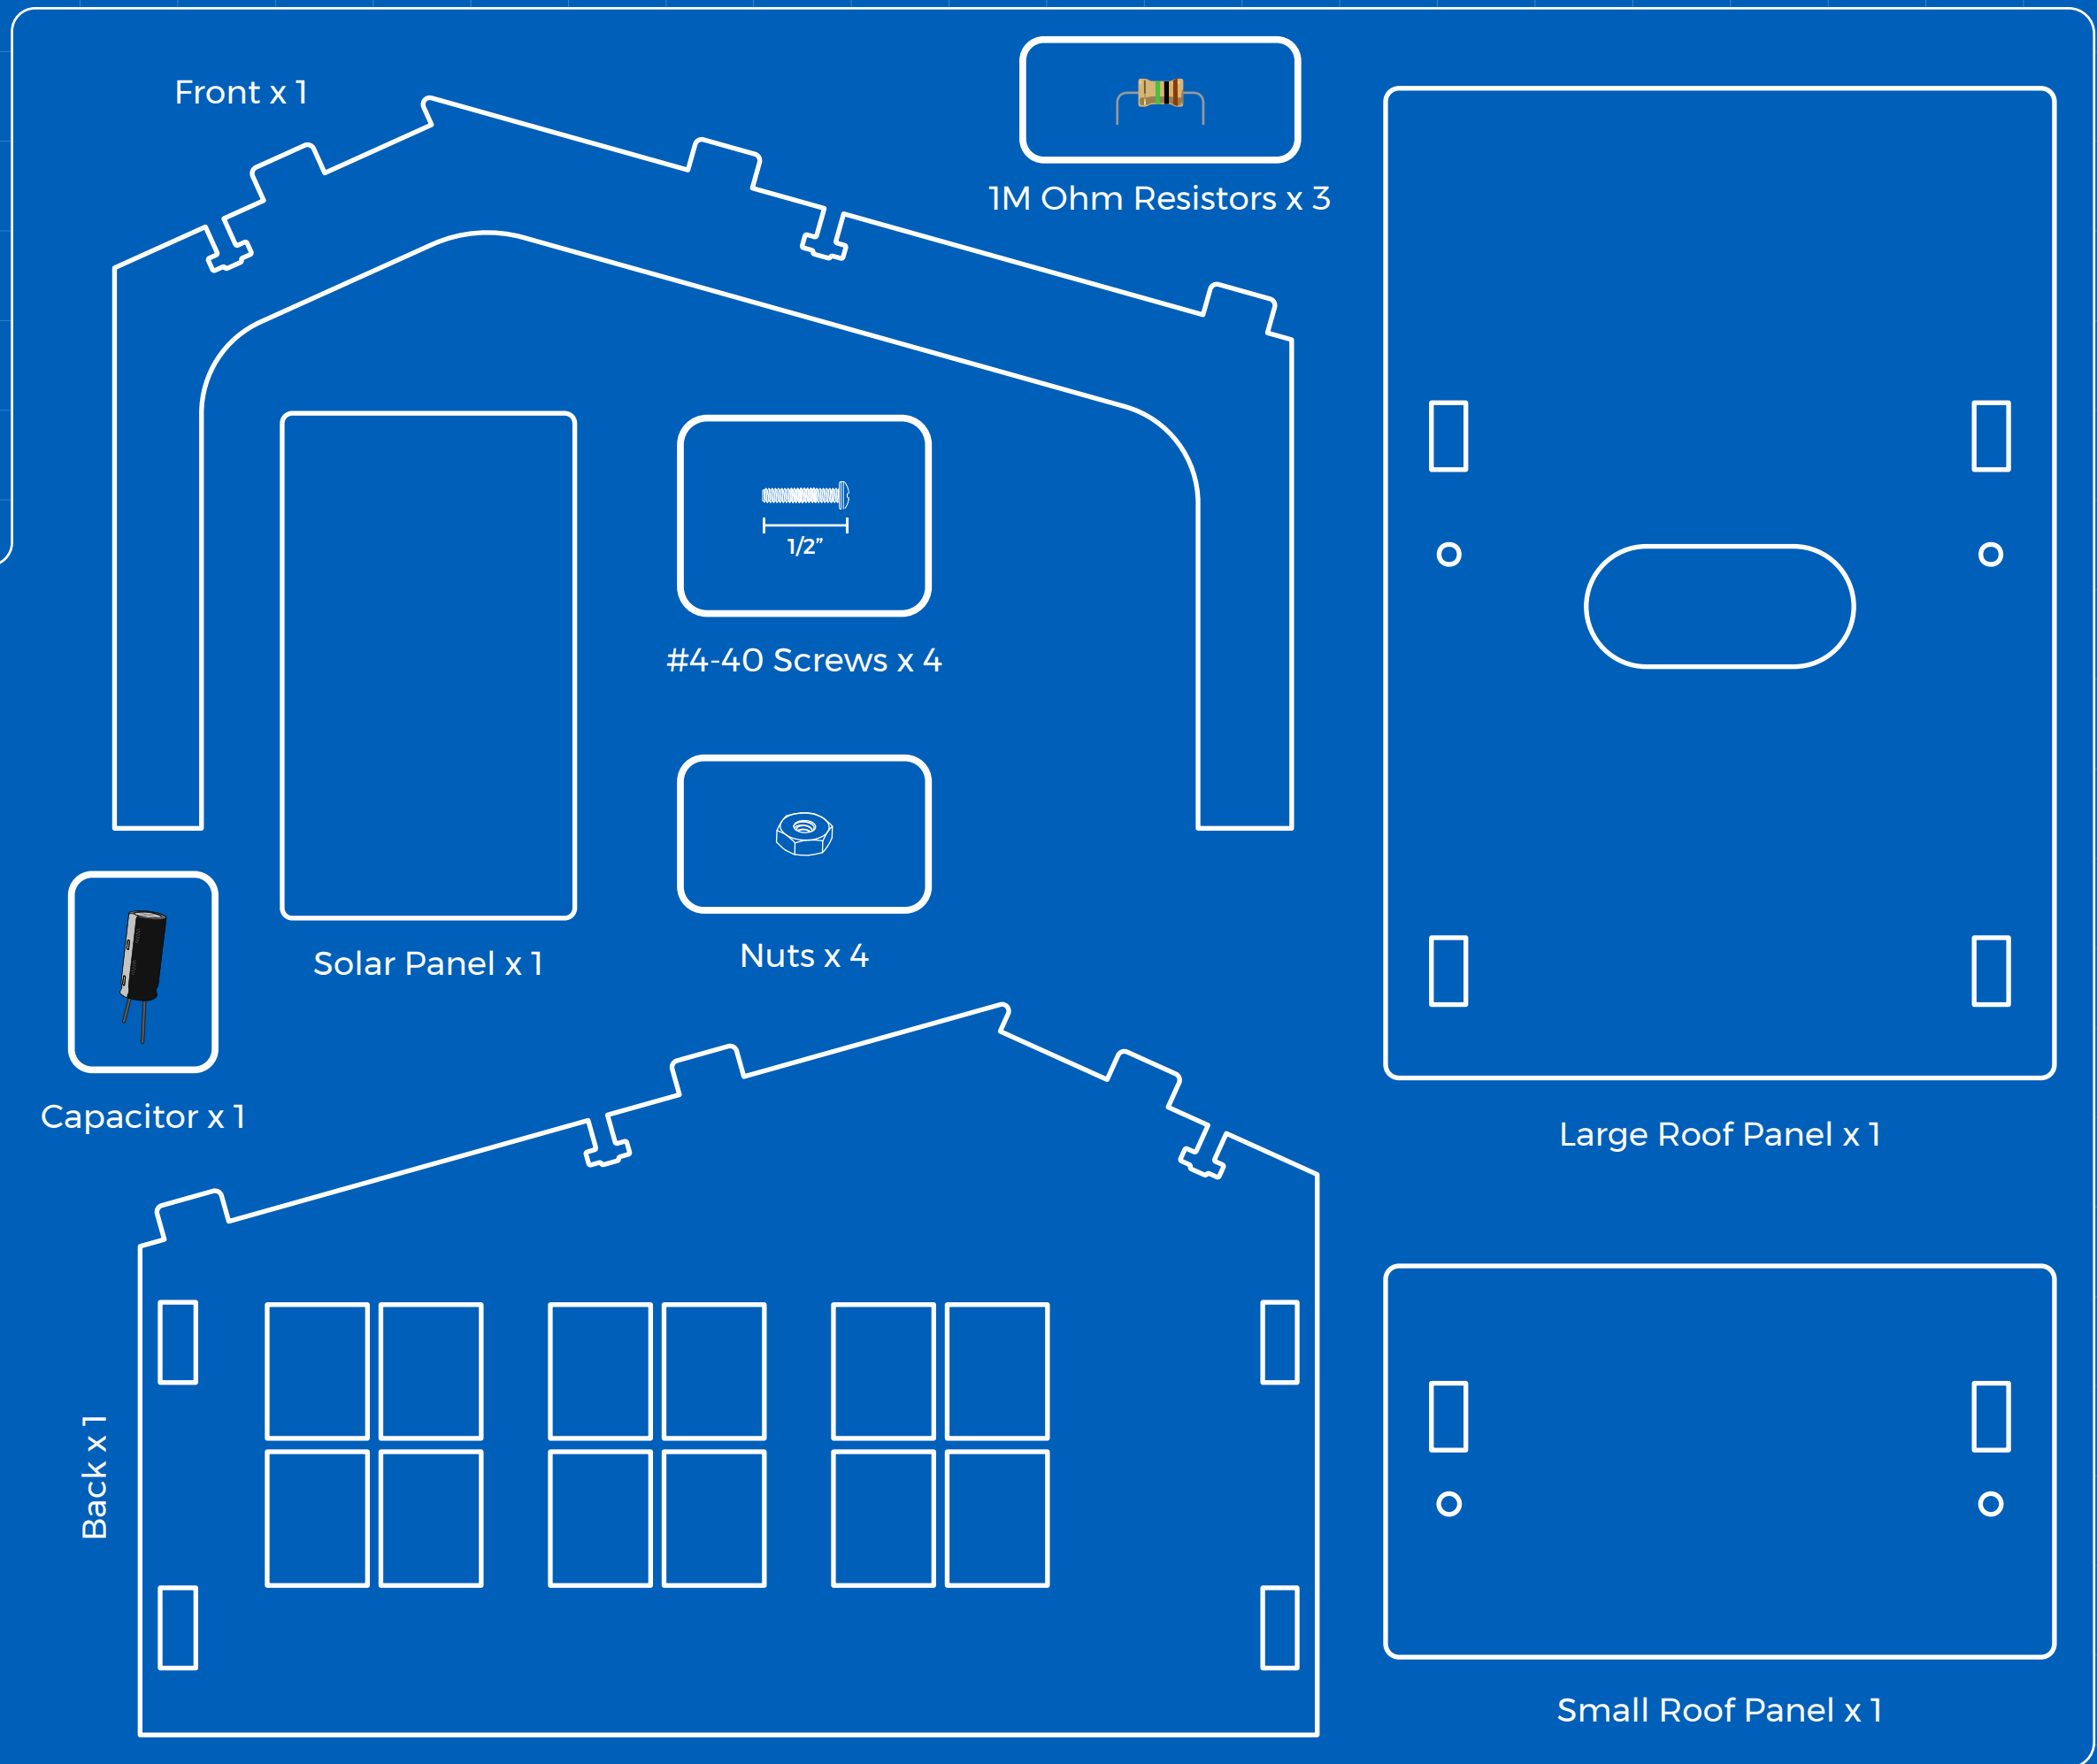 Front x 1
1M Ohm Resistors x 3
1/2”
#4-40 Screws x 4
Solar Panel x 1
Nuts x 4
Capacitor x 1
Large Roof Panel x 1
Back x 1
Small Roof Panel x 1